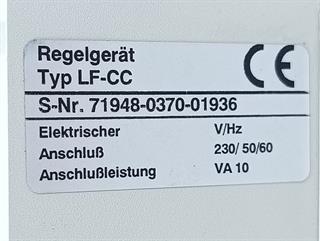 Regelgerät
Typ LF-CC
CE
S-Nr. 71948-0370-01936
Elektrischer V/Hz
Anschluß 230/ 50/60
Anschlußleistung VA 10